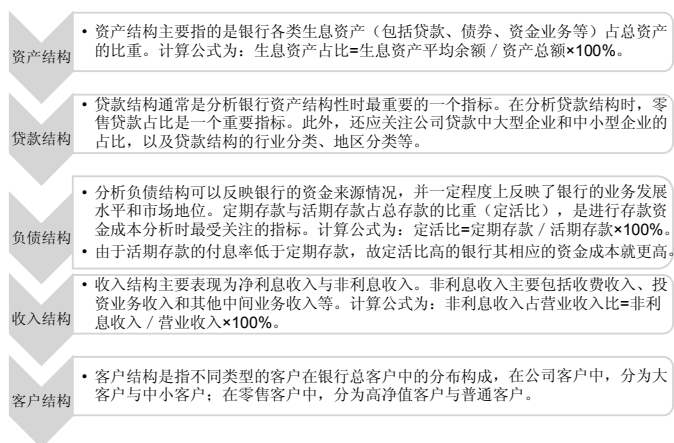 资产结构
• 资产结构主要指的是银行各类生息资产（包括贷款、债券、资金业务等）占总资产
的比重。计算公式为：生息资产占比=生息资产平均余额 / 资产总额×100%。
贷款结构
• 贷款结构通常是分析银行资产结构性时最重要的一个指标。在分析贷款结构时，零
售贷款占比是一个重要指标。此外，还应关注公司贷款中大型企业和中小型企业的
占比，以及贷款结构的行业分类、地区分类等。
负债结构
• 分析负债结构可以反映银行的资金来源情况，并一定程度上反映了银行的业务发展
水平和市场地位。定期存款与活期存款占总存款的比重（定活比），是进行存款资
金成本分析时最受关注的指标。计算公式为：定活比=定期存款 / 活期存款×100%。
• 由于活期存款的付息率低于定期存款，故定活比高的银行其相应的资金成本就更高。
收入结构
• 收入结构主要表现为净利息收入与非利息收入。非利息收入主要包括收费收入、投
资业务收入和其他中间业务收入等。计算公式为：非利息收入占营业收入比=非利
息收入 / 营业收入×100%。
客户结构
• 客户结构是指不同类型的客户在银行总客户中的分布构成，在公司客户中，分为大
客户与中小客户；在零售客户中，分为高净值客户与普通客户。